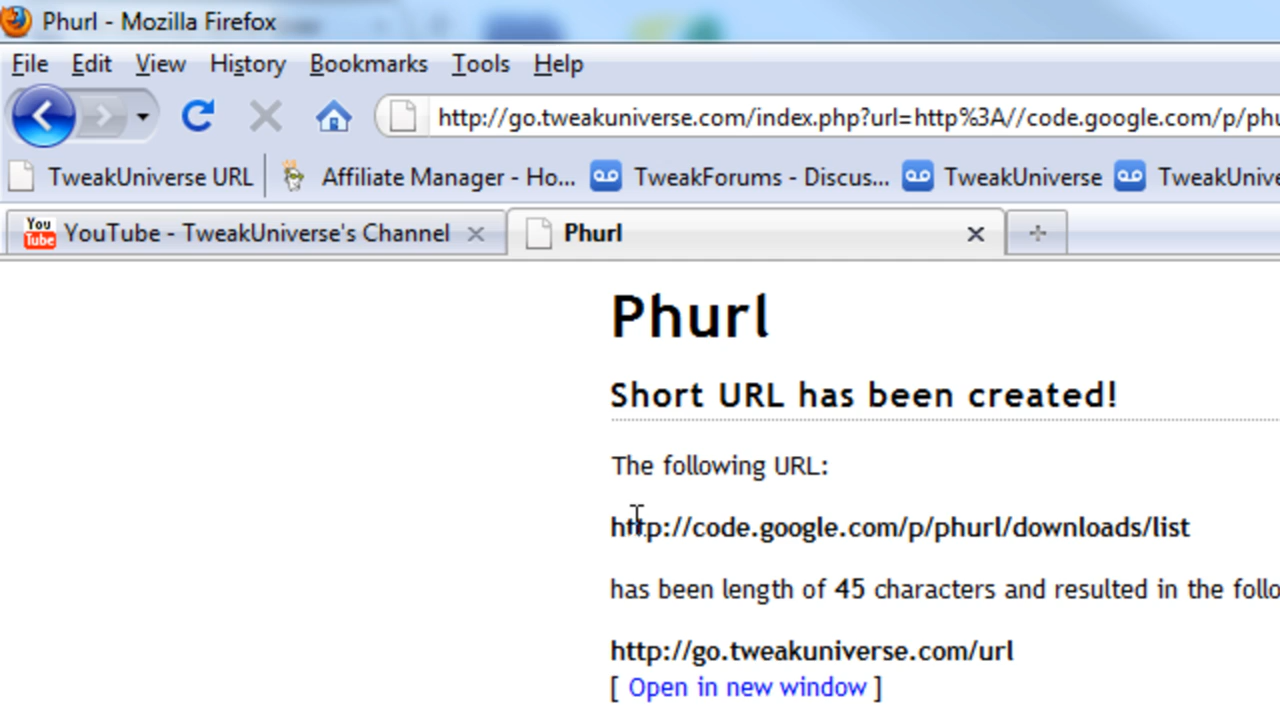 Phurl - Mozilla Firefox
File Edit View History Bookmarks Tools Help
http://go.tweakuniverse.com/index.php?url=http%3A//code.google.com/p/phu
TweakUniverse URL Affiliate Manager - Ho... TweakForums - Discus... TweakUniverse TweakUnive
You Tube YouTube - TweakUniverse's Channel Phurl
Phurl
Short URL has been created!
The following URL:
http://code.google.com/p/phurl/downloads/list
has been length of 45 characters and resulted in the follo
http://go.tweakuniverse.com/url
[ Open in new window ]